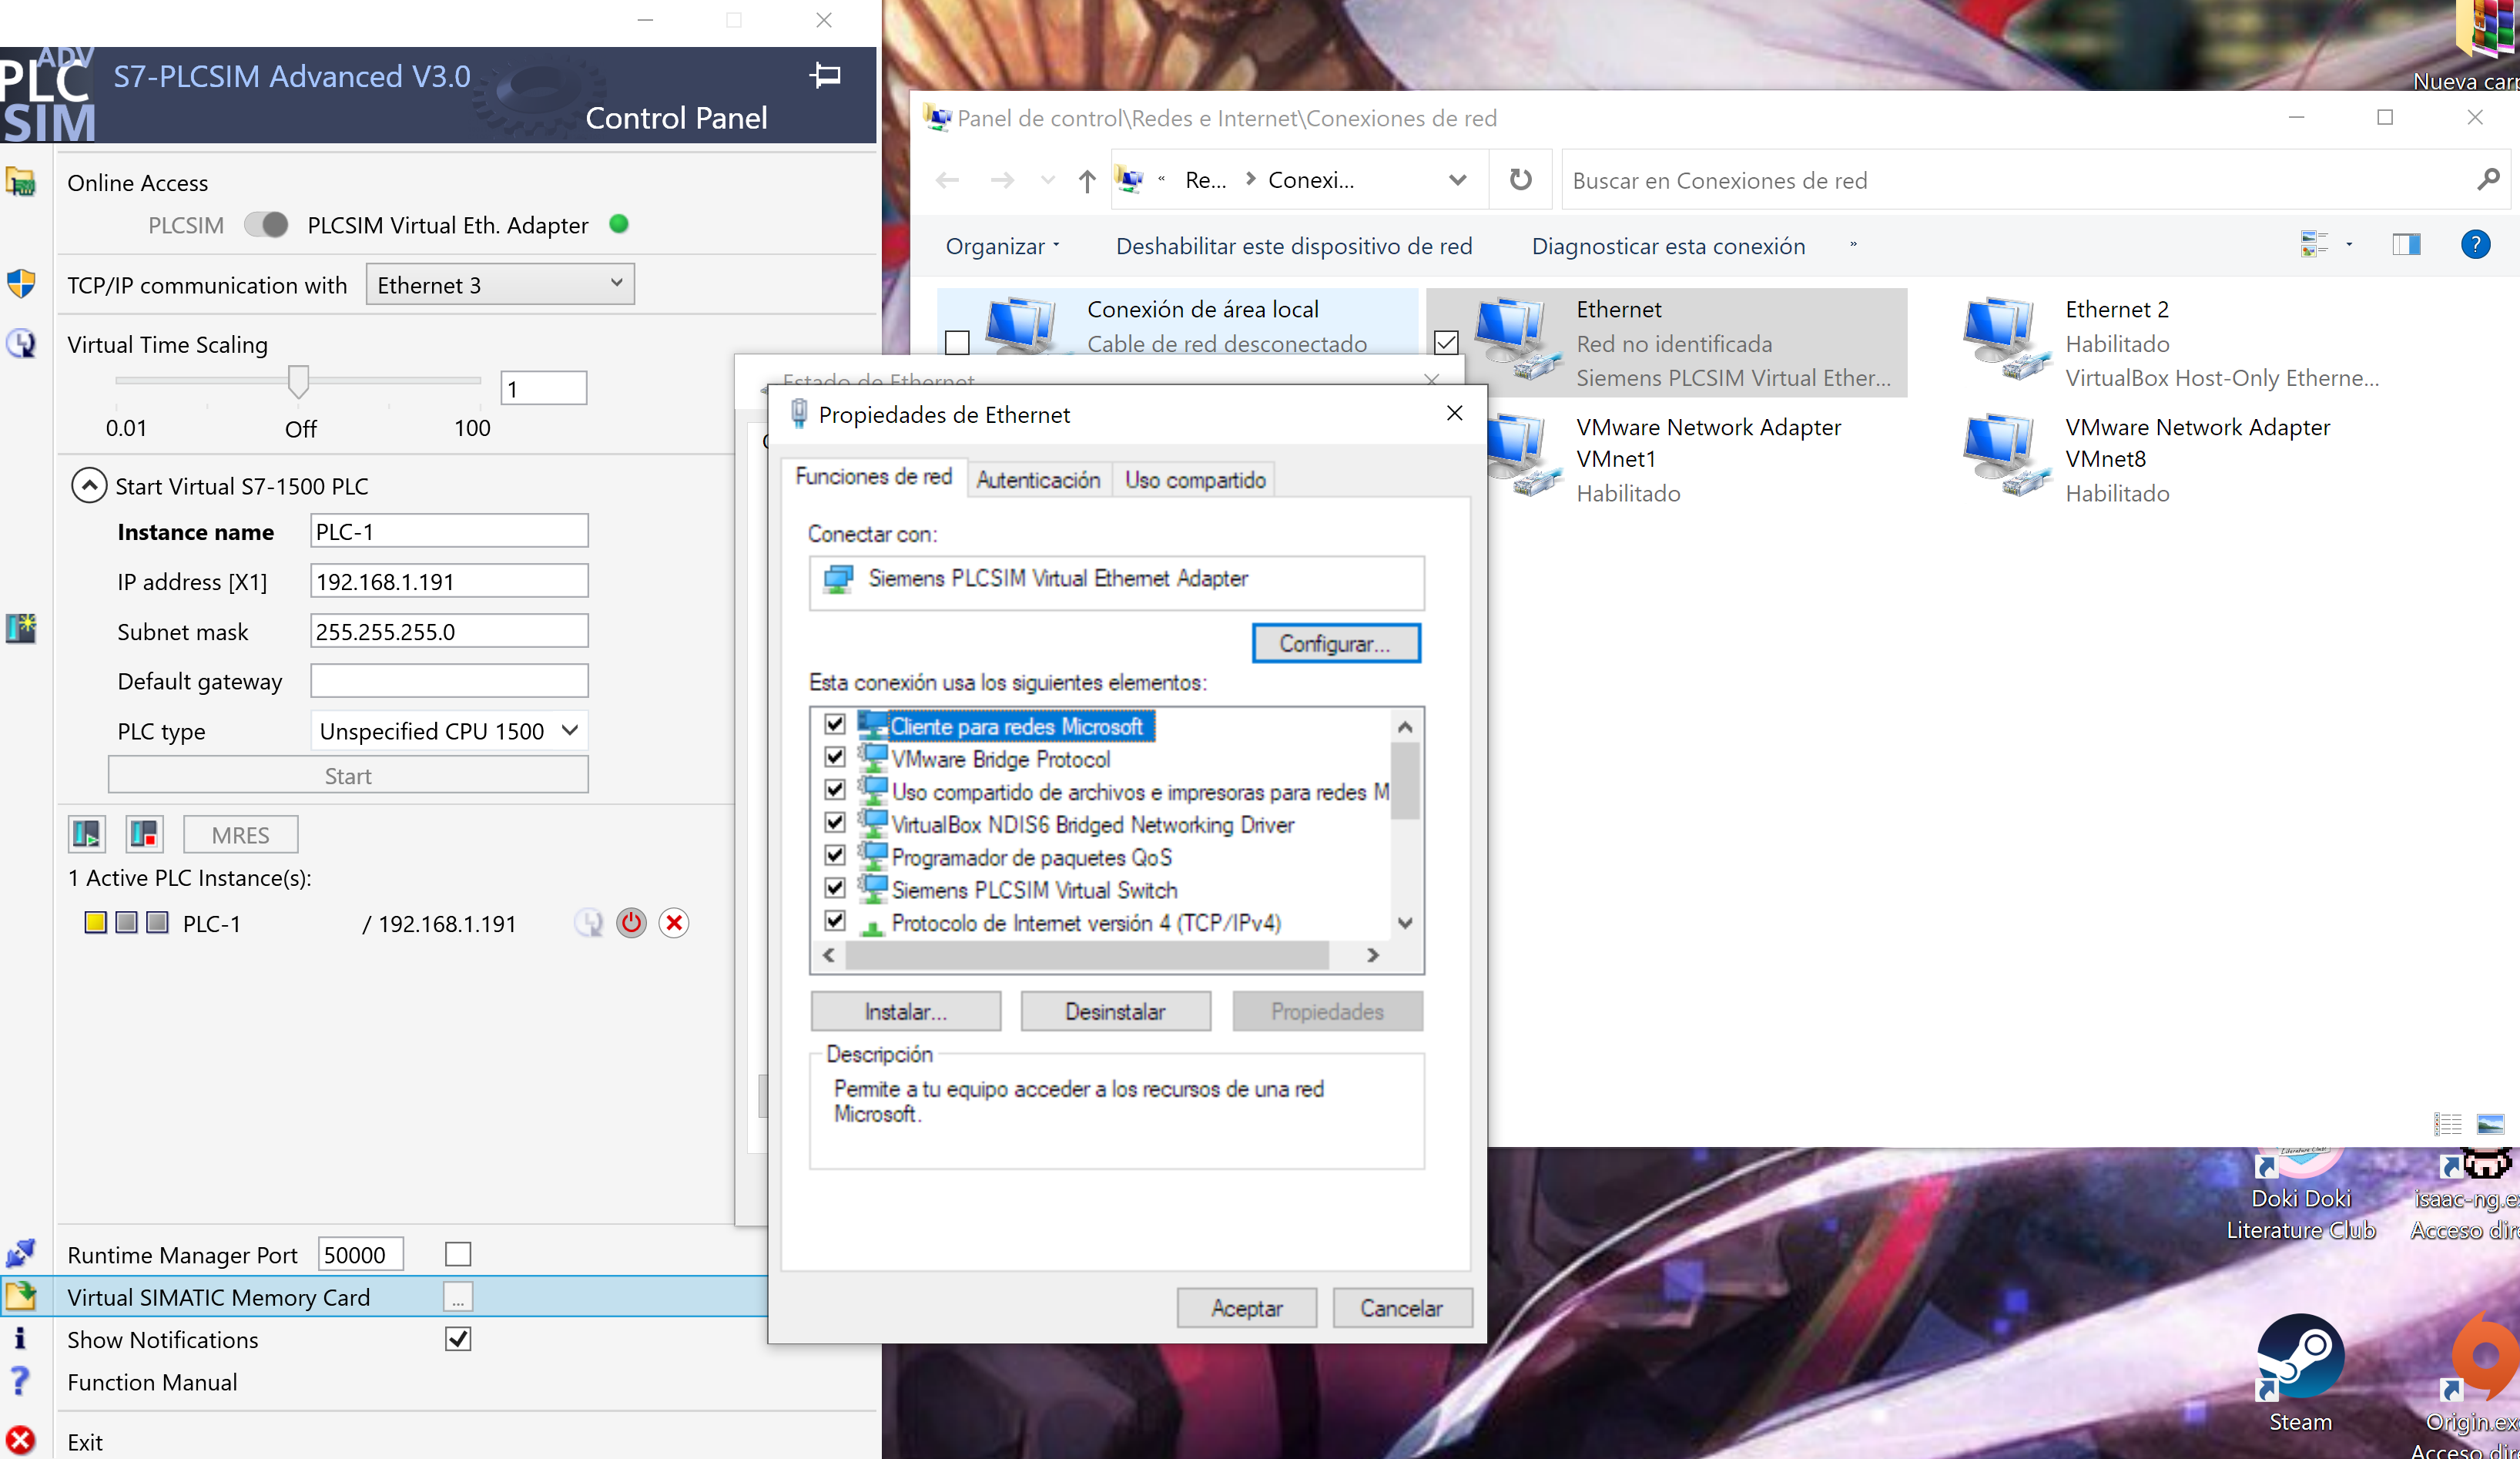 ADV
PLC
SIM
S7-PLCSIM Advanced V3.0
Control Panel
Online Access
PLCSIM
PLCSIM Virtual Eth. Adapter
TCP/IP communication with
Ethernet 3
Virtual Time Scaling
1
0.01
Off
100
Start Virtual S7-1500 PLC
Instance name
PLC-1
IP address [X1]
192.168.1.191
Subnet mask
255.255.255.0
Default gateway
PLC type
Unspecified CPU 1500
Start
MRES
1 Active PLC Instance(s):
PLC-1
/ 192.168.1.191
Runtime Manager Port
50000
Virtual SIMATIC Memory Card
...
Show Notifications
Function Manual
Exit
Panel de control\Redes e Internet\Conexiones de red
« Re... > Conexi...
Buscar en Conexiones de red
Organizar
Deshabilitar este dispositivo de red
Diagnosticar esta conexión
»
Conexión de área local
Cable de red desconectado
Ethernet
Red no identificada
Siemens PLCSIM Virtual Ether...
Ethernet 2
Habilitado
VirtualBox Host-Only Etherne...
VMware Network Adapter
VMnet1
Habilitado
VMware Network Adapter
VMnet8
Habilitado
Estado de Ethernet
Propiedades de Ethernet
Funciones de red
Autenticación
Uso compartido
Conectar con:
Siemens PLCSIM Virtual Ethernet Adapter
Configurar...
Esta conexión usa los siguientes elementos:
Cliente para redes Microsoft
VMware Bridge Protocol
Uso compartido de archivos e impresoras para redes M
VirtualBox NDIS6 Bridged Networking Driver
Programador de paquetes QoS
Siemens PLCSIM Virtual Switch
Protocolo de Internet versión 4 (TCP/IPv4)
Instalar...
Desinstalar
Propiedades
Descripción
Permite a tu equipo acceder a los recursos de una red
Microsoft.
Aceptar
Cancelar
Nueva carp
Literature Club!
Doki Doki
Literature Club
isaac-ng.e
Acceso dir
Steam
Origin.ex
Acceso dir